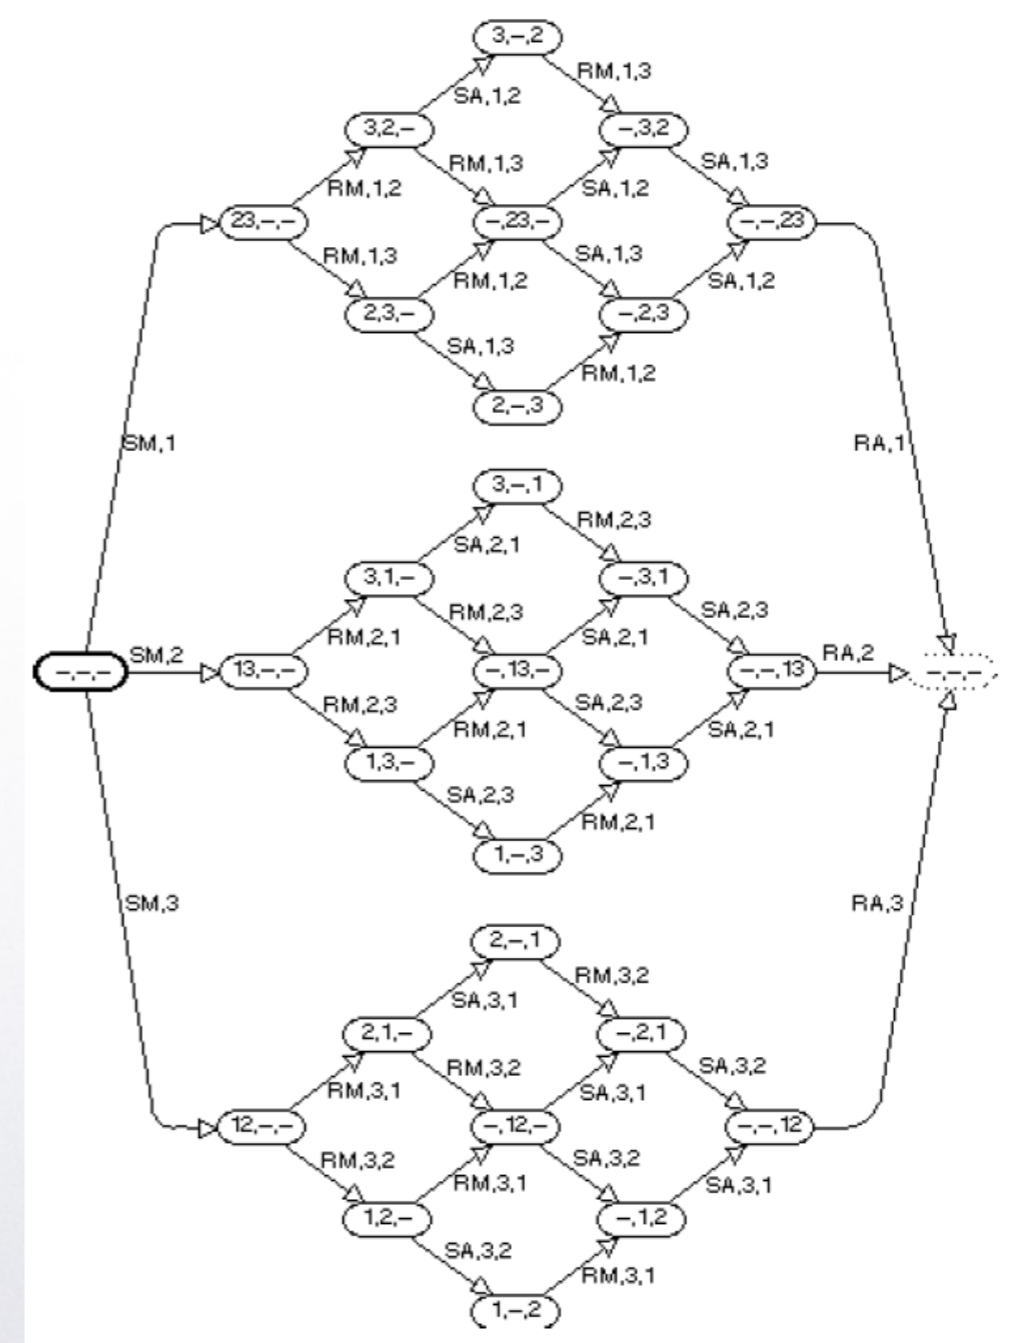 3,–,2
RM,1,3
SA,1,2
3,2,–
–,3,2
RM,1,3
SA,1,3
RM,1,2
SA,1,2
23,–,–
–,23,–
–,–,23
RM,1,3
SA,1,3
RM,1,2
SA,1,2
2,3,–
–,2,3
SA,1,3
RM,1,2
2,–,3
SM,1
RA,1
3,–,1
RM,2,3
SA,2,1
3,1,–
–,3,1
RM,2,3
SA,2,3
RM,2,1
SA,2,1
SM,2
RA,2
–,–,–
13,–,–
–,13,–
–,–,13
–,–,–
RM,2,3
SA,2,3
RM,2,1
SA,2,1
1,3,–
–,1,3
SA,2,3
RM,2,1
1,–,3
SM,3
RA,3
2,–,1
RM,3,2
SA,3,1
2,1,–
–,2,1
RM,3,2
SA,3,2
RM,3,1
SA,3,1
12,–,–
–,12,–
–,–,12
RM,3,2
SA,3,2
RM,3,1
SA,3,1
1,2,–
–,1,2
SA,3,2
RM,3,1
1,–,2